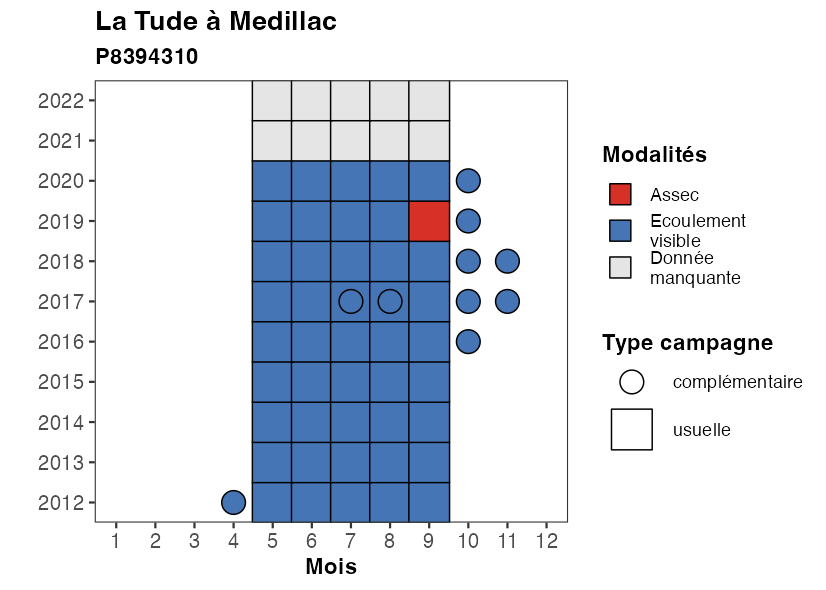 La Tude à Medillac
P8394310
2022
2021
2020
2019
2018
2017
2016
2015
2014
2013
2012
1 2 3 4 5 6 7 8 9 10 11 12
Mois
Modalités
Assec
Ecoulement
visible
Donnée
manquante
Type campagne
complémentaire
usuelle